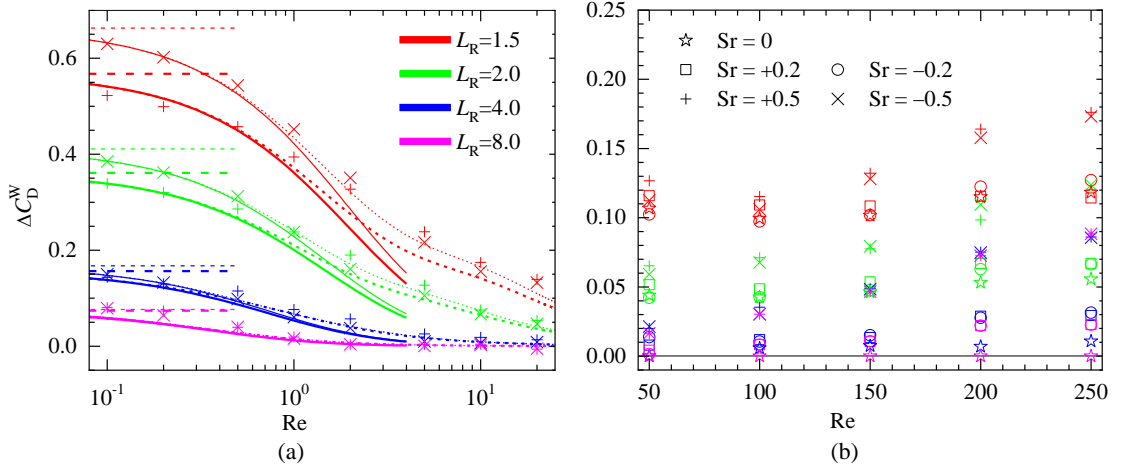 0.6
0.4
0.2
0.0
ΔC_D^W
10^-1
10^0
10^1
Re
(a)
L_R=1.5
L_R=2.0
L_R=4.0
L_R=8.0
0.25
0.20
0.15
0.10
0.05
0.00
50
100
150
200
250
Re
(b)
Sr = 0
Sr = +0.2
Sr = –0.2
Sr = +0.5
Sr = –0.5